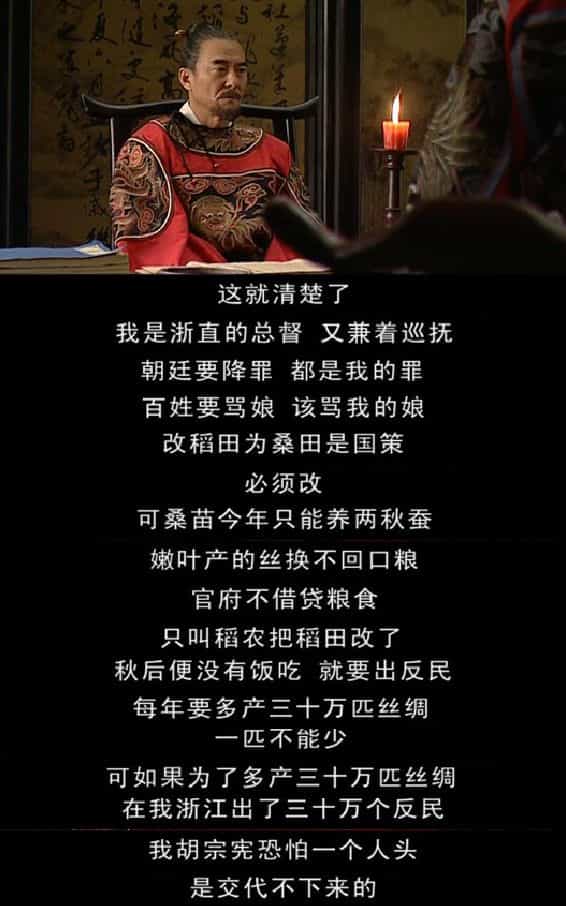 这就清楚了
我是浙直的总督 又兼着巡抚
朝廷要降罪 都是我的罪
百姓要骂娘 该骂我的娘
改稻田为桑田是国策
必须改
可桑苗今年只能养两秋蚕
嫩叶产的丝换不回口粮
官府不借贷粮食
只叫稻农把稻田改了
秋后便没有饭吃 就要出反民
每年要多产三十万匹丝绸
一匹不能少
可如果为了多产三十万匹丝绸
在我浙江出了三十万个反民
我胡宗宪恐怕一个人头
是交代不下来的